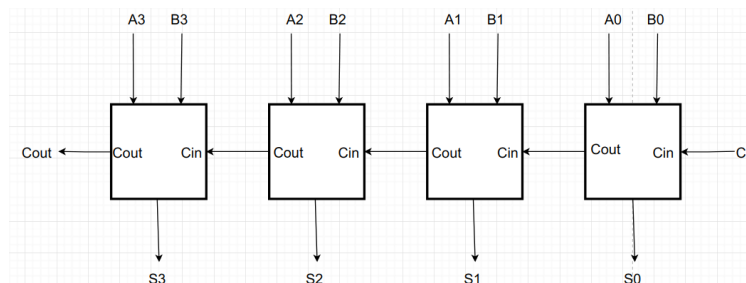 A3 B3 A2 B2 A1 B1 A0 B0
Cout Cout Cin Cout Cin Cout Cin Cout Cin C
S3 S2 S1 S0